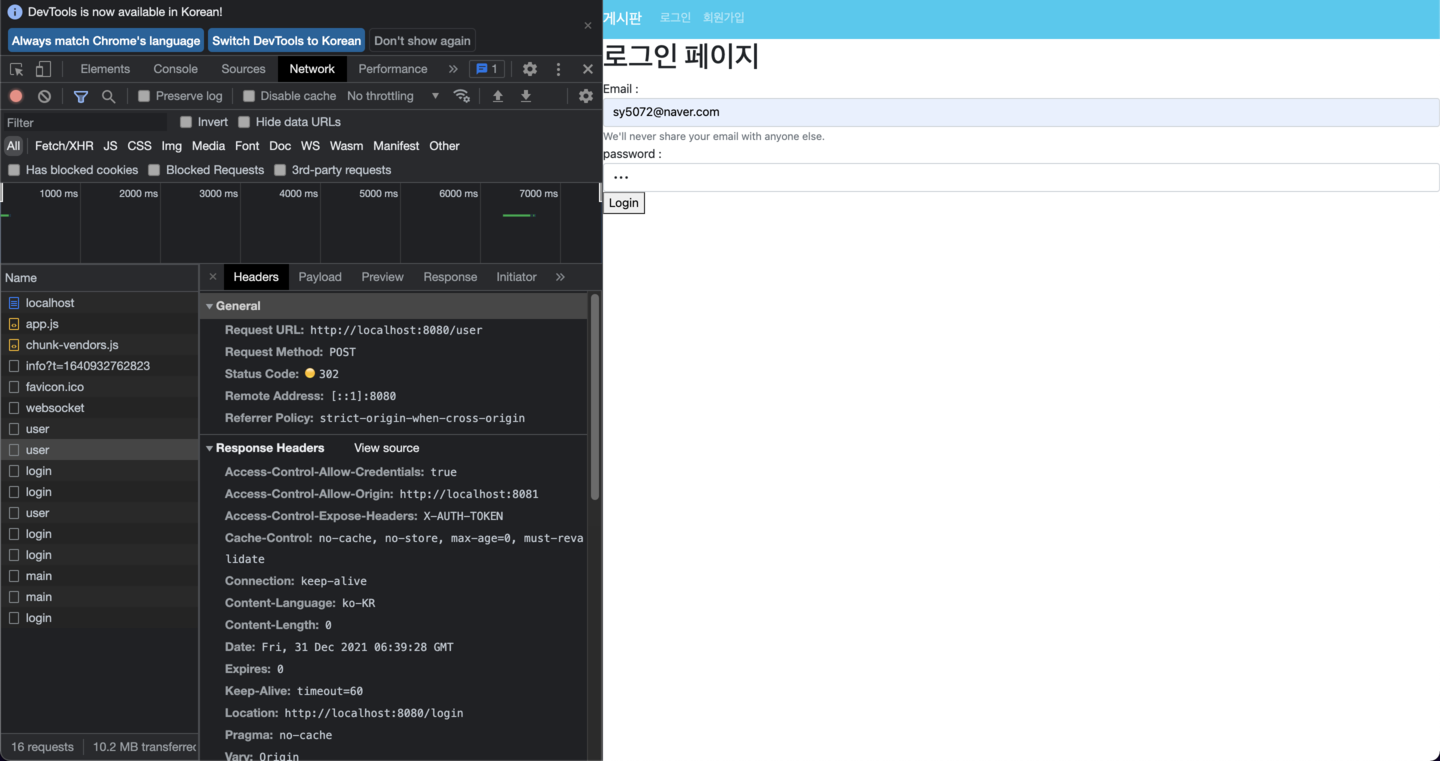 DevTools is now available in Korean!
Always match Chrome's language
Switch DevTools to Korean
Don't show again
Elements Console Sources Network Performance » 1
Preserve log Disable cache No throttling
Filter Invert Hide data URLs
All Fetch/XHR JS CSS Img Media Font Doc WS Wasm Manifest Other
Has blocked cookies Blocked Requests 3rd-party requests
1000 ms 2000 ms 3000 ms 4000 ms 5000 ms 6000 ms 7000 ms
Name
localhost
app.js
chunk-vendors.js
info?t=1640932762823
favicon.ico
websocket
user
user
login
login
user
login
login
main
main
login
16 requests 10.2 MB transferred
Headers Payload Preview Response Initiator »
General
Request URL: http://localhost:8080/user
Request Method: POST
Status Code: 302
Remote Address: [::1]:8080
Referrer Policy: strict-origin-when-cross-origin
Response Headers View source
Access-Control-Allow-Credentials: true
Access-Control-Allow-Origin: http://localhost:8081
Access-Control-Expose-Headers: X-AUTH-TOKEN
Cache-Control: no-cache, no-store, max-age=0, must-reva
lidate
Connection: keep-alive
Content-Language: ko-KR
Content-Length: 0
Date: Fri, 31 Dec 2021 06:39:28 GMT
Expires: 0
Keep-Alive: timeout=60
Location: http://localhost:8080/login
Pragma: no-cache
Vary: Origin
게시판 로그인 회원가입
로그인 페이지
Email :
sy5072@naver.com
We'll never share your email with anyone else.
password :
Login